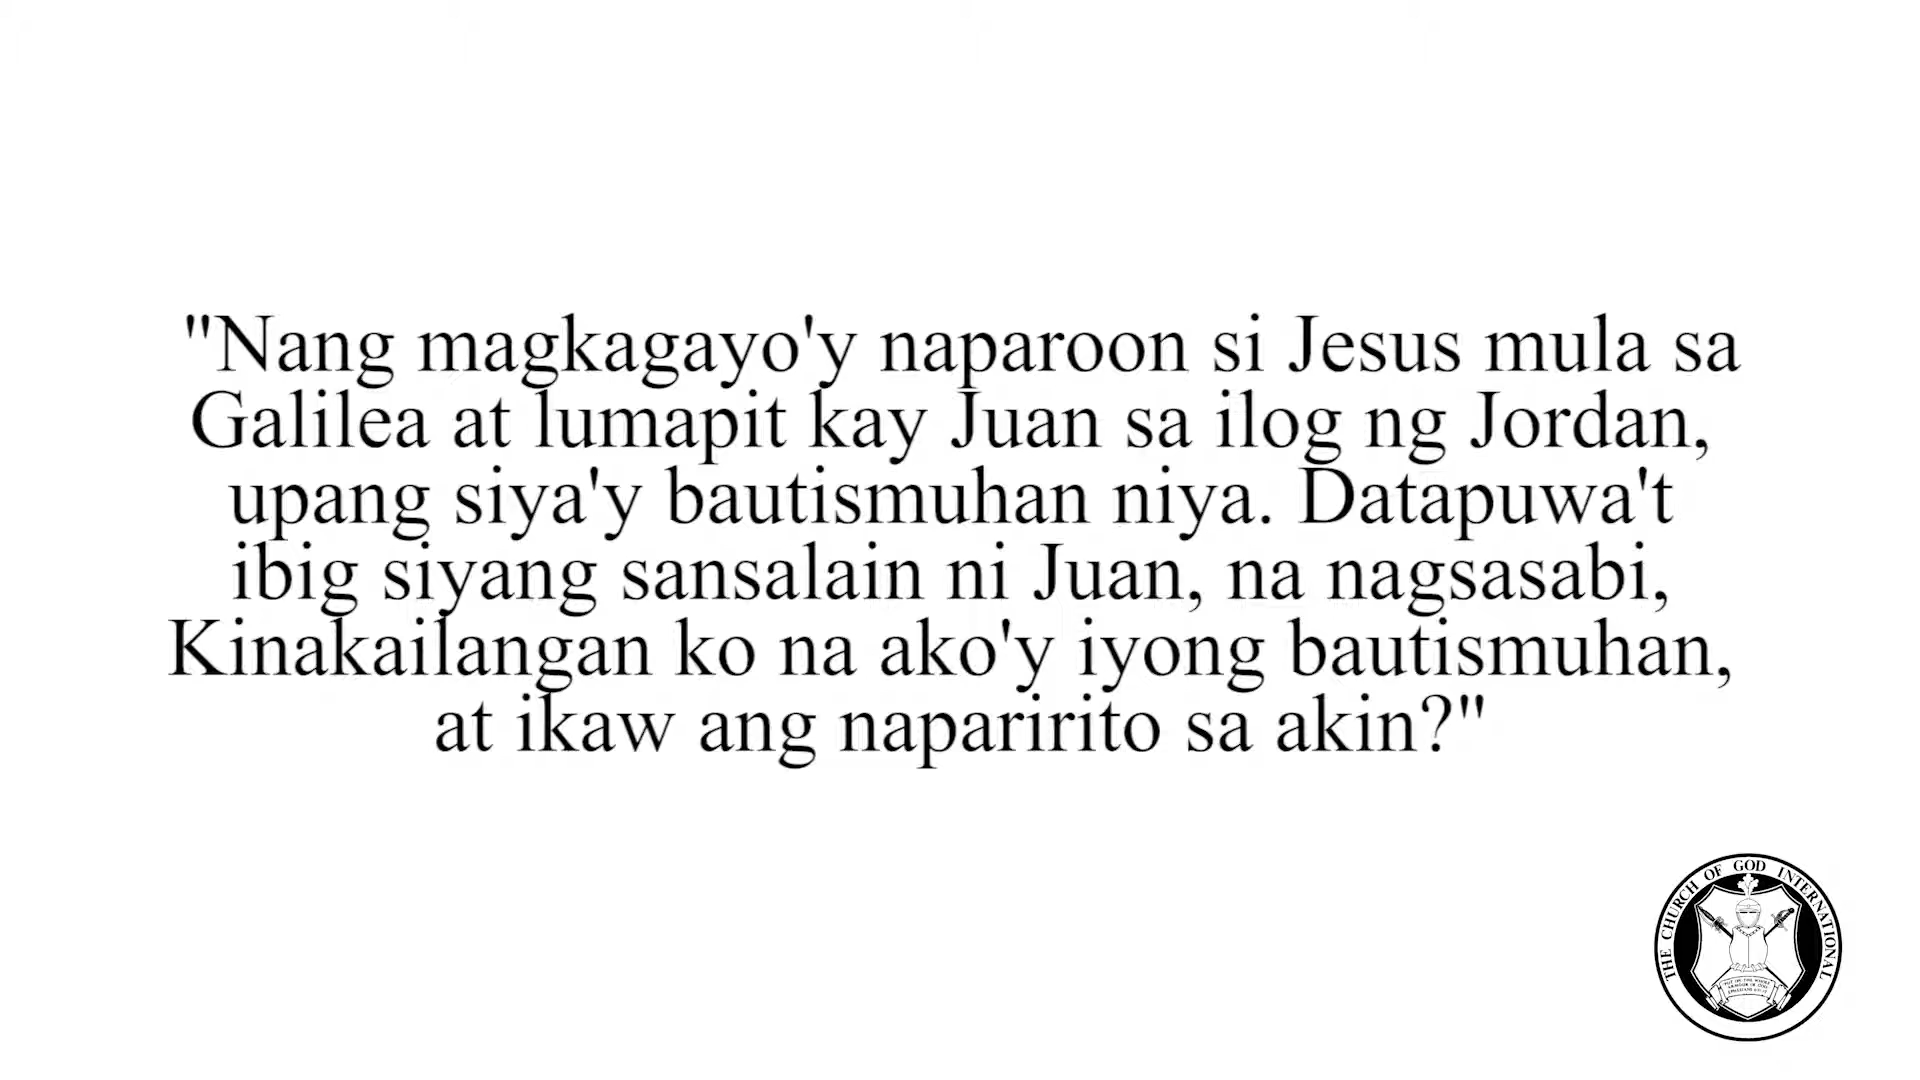 "Nang magkagayo'y naparoon si Jesus mula sa
Galilea at lumapit kay Juan sa ilog ng Jordan,
upang siya'y bautismuhan niya. Datapuwa't
ibig siyang sansalain ni Juan, na nagsasabi,
Kinakailangan ko na ako'y iyong bautismuhan,
at ikaw ang naparirito sa akin?"
THE CHURCH OF GOD INTERNATIONAL